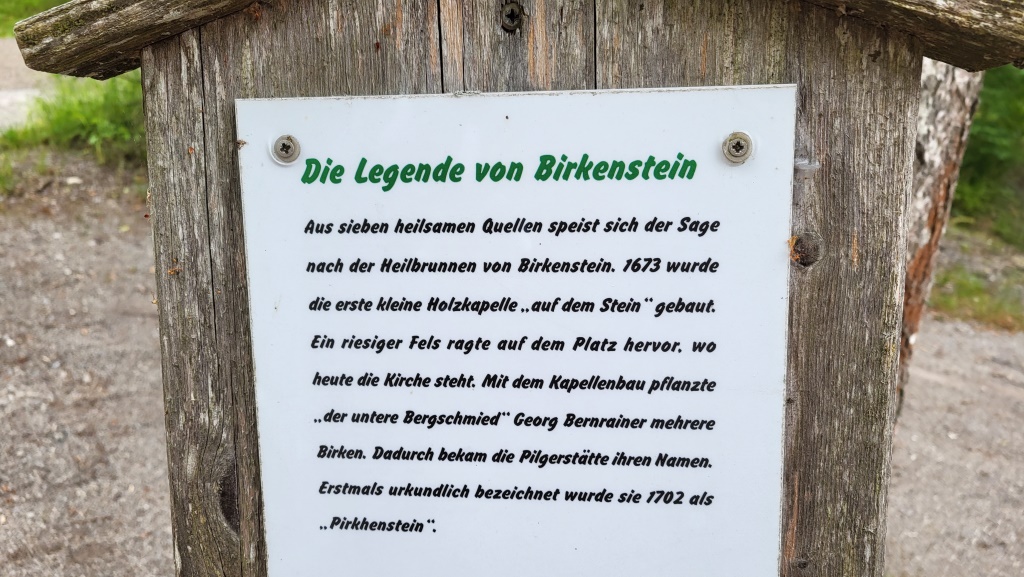 Die Legende von Birkenstein
Aus sieben heilsamen Quellen speist sich der Sage
nach der Heilbrunnen von Birkenstein. 1673 wurde
die erste kleine Holzkapelle „auf dem Stein“ gebaut.
Ein riesiger Fels ragte auf dem Platz hervor, wo
heute die Kirche steht. Mit dem Kapellenbau pflanzte
„der untere Bergschmied“ Georg Bernrainer mehrere
Birken. Dadurch bekam die Pilgerstätte ihren Namen.
Erstmals urkundlich bezeichnet wurde sie 1702 als
„Pirkhenstein“.